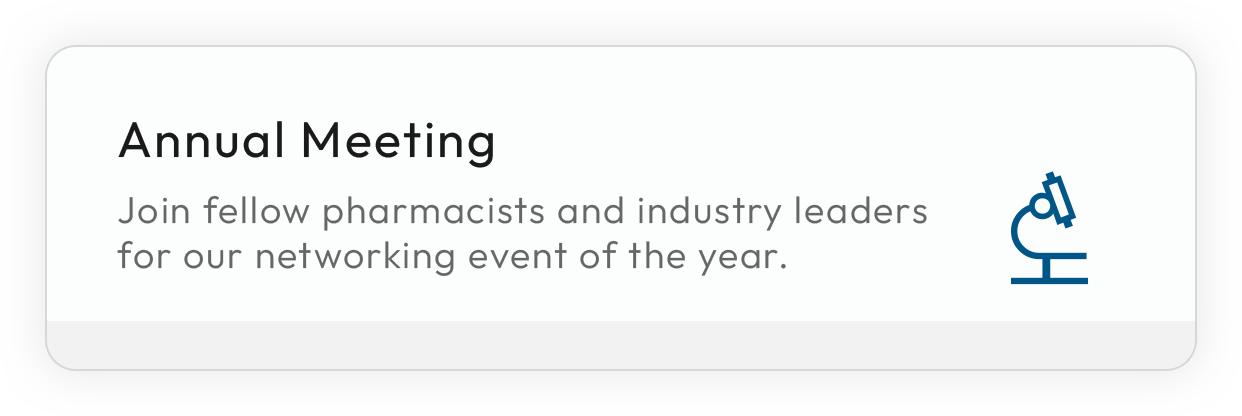 Annual Meeting
Join fellow pharmacists and industry leaders
for our networking event of the year.